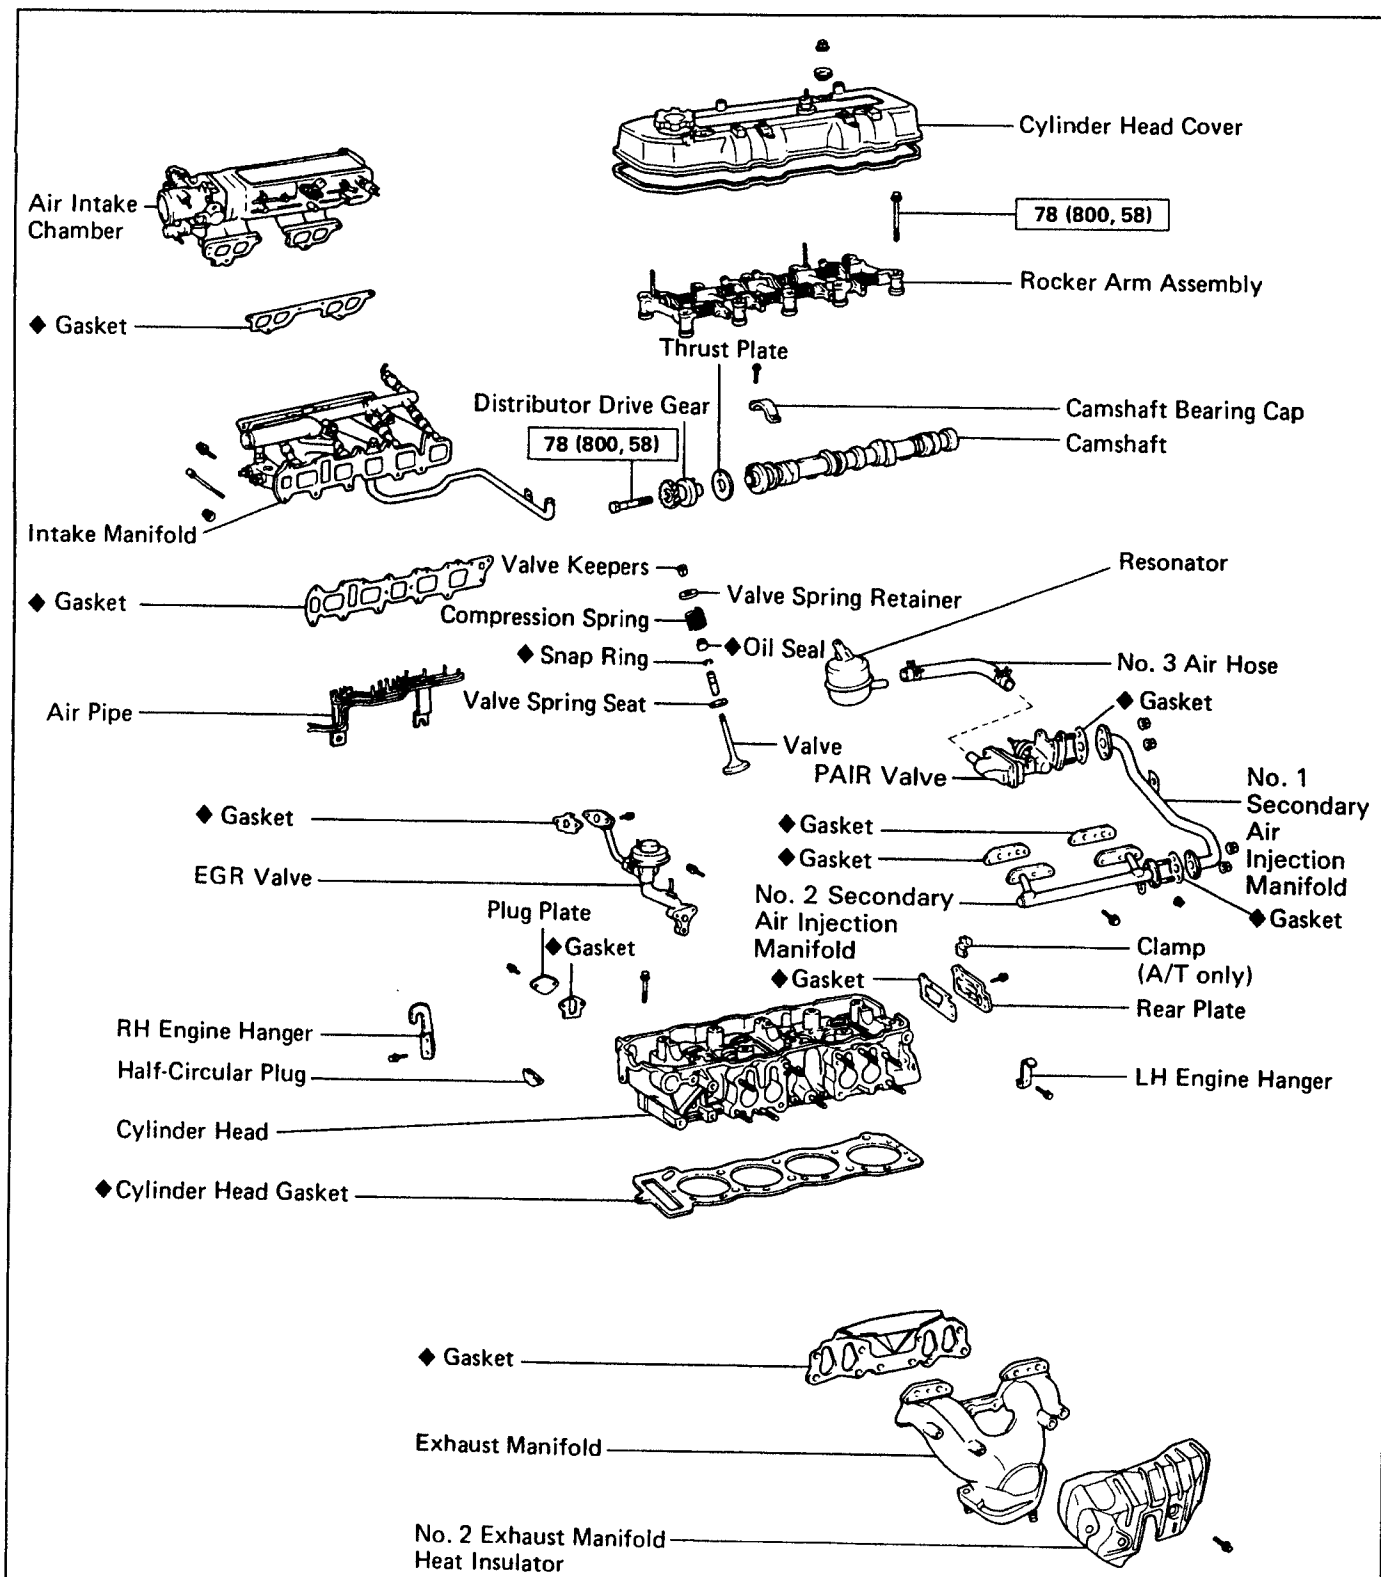 Cylinder Head Cover
Air Intake
Chamber
78 (800, 58)
Rocker Arm Assembly
◆ Gasket
Thrust Plate
Distributor Drive Gear
78 (800, 58)
Camshaft Bearing Cap
Camshaft
Intake Manifold
Valve Keepers
Resonator
◆ Gasket
Valve Spring Retainer
Compression Spring
◆ Oil Seal
◆ Snap Ring
No. 3 Air Hose
Valve Spring Seat
◆ Gasket
Air Pipe
Valve
PAIR Valve
No. 1
Secondary
Air
Injection
Manifold
◆ Gasket
◆ Gasket
◆ Gasket
EGR Valve
No. 2 Secondary
Air Injection
Manifold
◆ Gasket
Plug Plate
◆ Gasket
Clamp
(A/T only)
◆ Gasket
Rear Plate
RH Engine Hanger
Half-Circular Plug
LH Engine Hanger
Cylinder Head
◆ Cylinder Head Gasket
◆ Gasket
Exhaust Manifold
No. 2 Exhaust Manifold
Heat Insulator